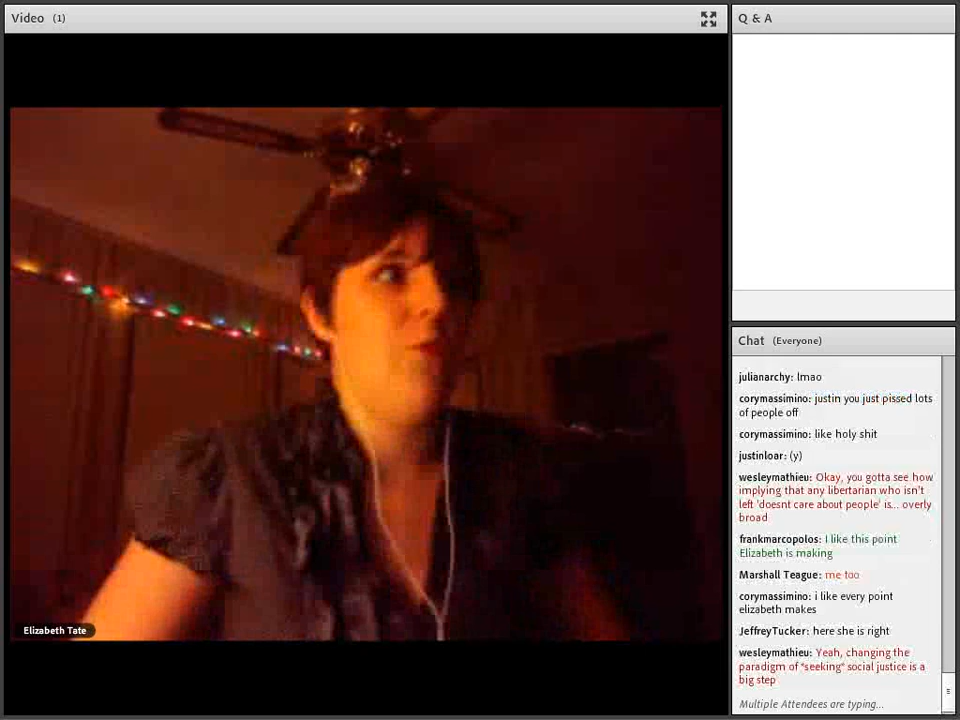 Video (1)
Q & A
Elizabeth Tate
Chat (Everyone)
julianarchy: lmao
corymassimino: justin you just pissed lots
of people off
corymassimino: like holy shit
justinloar: (y)
wesleymathieu: Okay, you gotta see how
implying that any libertarian who isn't
left 'doesnt care about people' is... overly
broad
frankmarcopolos: I like this point
Elizabeth is making
Marshall Teague: me too
corymassimino: i like every point
elizabeth makes
JeffreyTucker: here she is right
wesleymathieu: Yeah, changing the
paradigm of *seeking* social justice is a
big step
Multiple Attendees are typing...